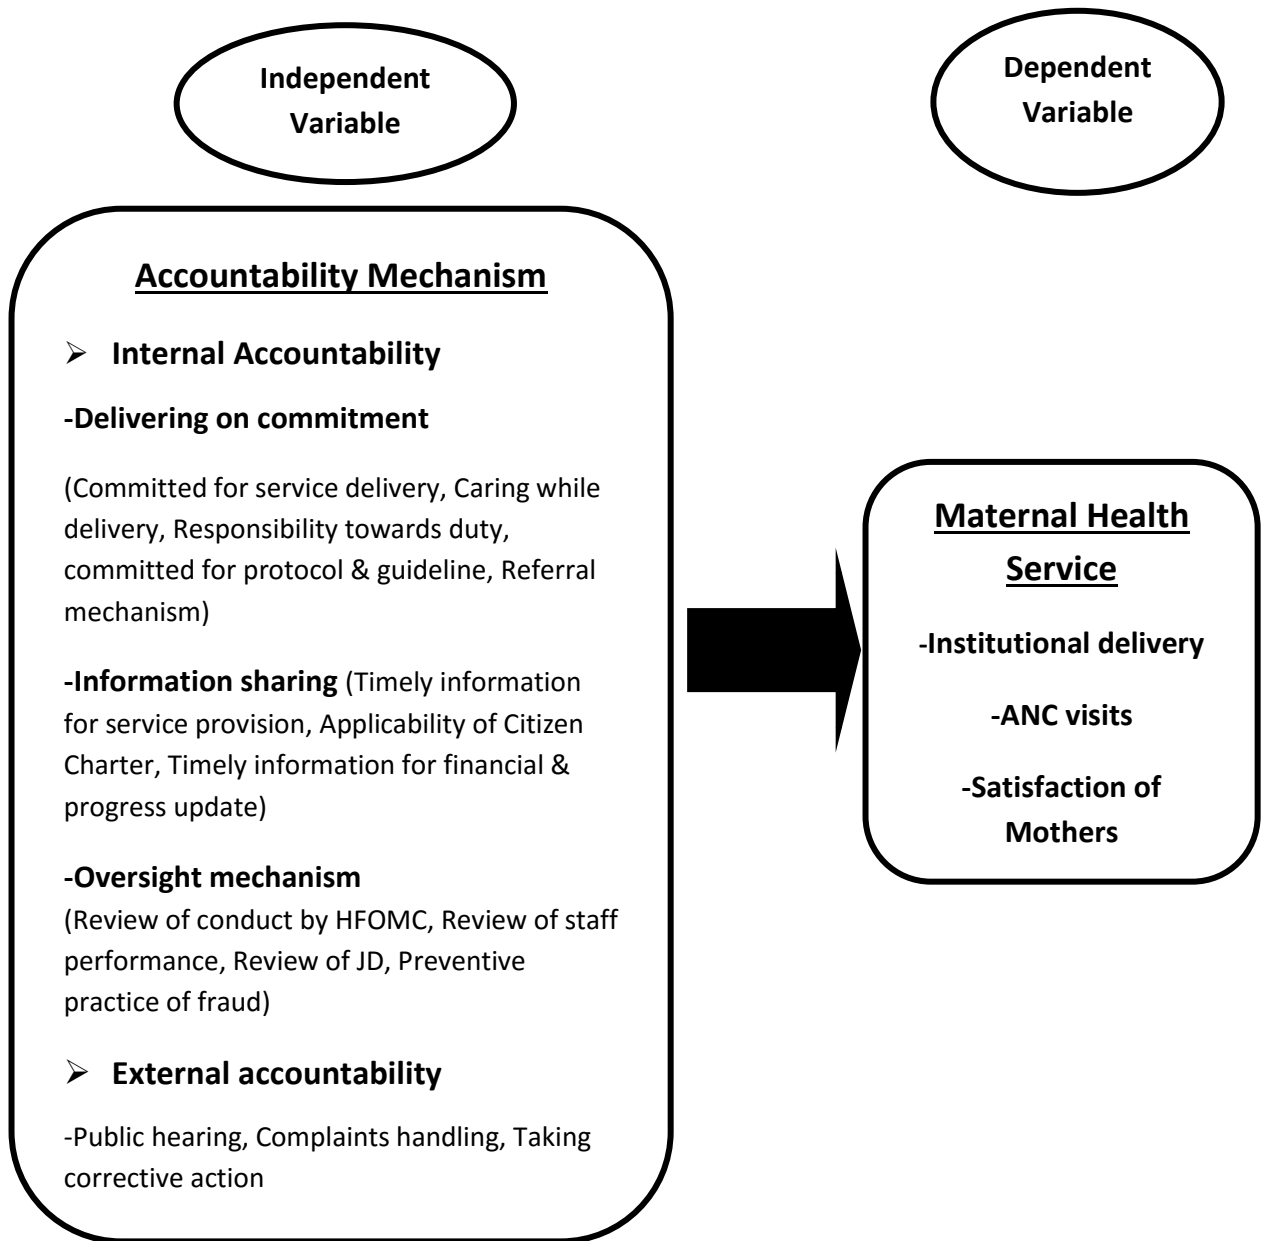 Independent
Variable
Dependent
Variable
Accountability Mechanism
➢ Internal Accountability
-Delivering on commitment
(Committed for service delivery, Caring while
delivery, Responsibility towards duty,
committed for protocol & guideline, Referral
mechanism)
-Information sharing (Timely information
for service provision, Applicability of Citizen
Charter, Timely information for financial &
progress update)
-Oversight mechanism
(Review of conduct by HFOMC, Review of staff
performance, Review of JD, Preventive
practice of fraud)
➢ External accountability
-Public hearing, Complaints handling, Taking
corrective action
Maternal Health
Service
-Institutional delivery
-ANC visits
-Satisfaction of
Mothers